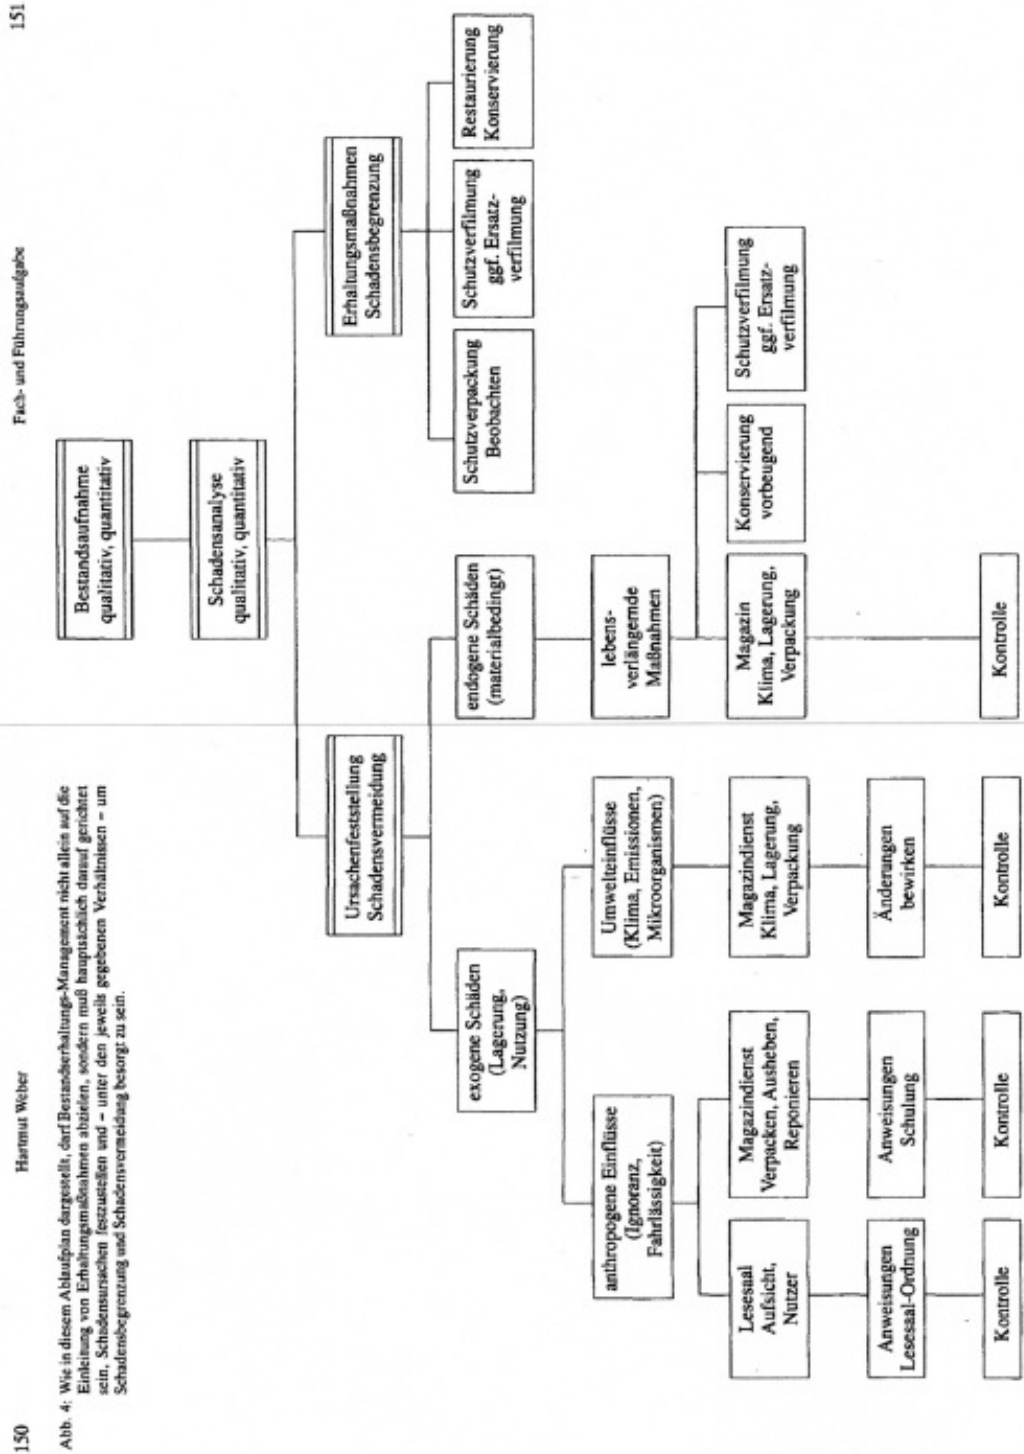 150
Hartmut Weber
Fach- und Führungsaufgabe
151
Abb. 4: Wie in diesem Ablaufplan dargestellt, darf Bestandserhaltungs-Management nicht allein auf die
Einleitung von Erhaltungsmaßnahmen abzielen, sondern muß hauptsächlich darauf gerichtet
sein, Schadensursachen festzustellen und – unter den jeweils gegebenen Verhältnissen – um
Schadensbegrenzung und Schadensvermeidung besorgt zu sein.
Bestandsaufnahme
qualitativ, quantitativ
Schadensanalyse
qualitativ, quantitativ
Ursachenfeststellung
Schadensvermeidung
Erhaltungsmaßnahmen
Schadensbegrenzung
exogene Schäden
(Lagerung,
Nutzung)
endogene Schäden
(materialbedingt)
Schutzverpackung
Beobachten
Schutzverfilmung
ggf. Ersatz-
verfilmung
Restaurierung
Konservierung
anthropogene Einflüsse
(Ignoranz,
Fahrlässigkeit)
Umwelteinflüsse
(Klima, Emissionen,
Mikroorganismen)
lebens-
verlängernde
Maßnahmen
Lesesaal
Aufsicht,
Nutzer
Magazindienst
Verpacken, Ausheben,
Reponieren
Magazindienst
Klima, Lagerung,
Verpackung
Magazin
Klima, Lagerung,
Verpackung
Konservierung
vorbeugend
Schutzverfilmung
ggf. Ersatz-
verfilmung
Anweisungen
Lesesaal-Ordnung
Anweisungen
Schulung
Änderungen
bewirken
Kontrolle
Kontrolle
Kontrolle
Kontrolle